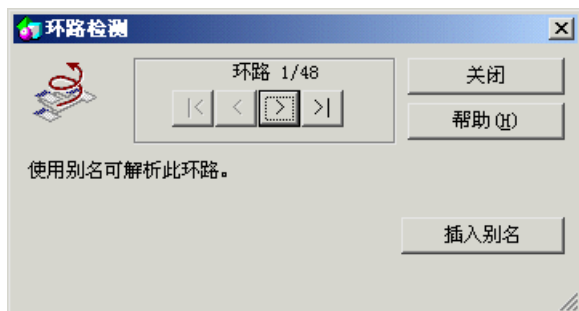 环路检测
环路 1/48
|< < > >|
关闭
帮助(H)
使用别名可解析此环路。
插入别名